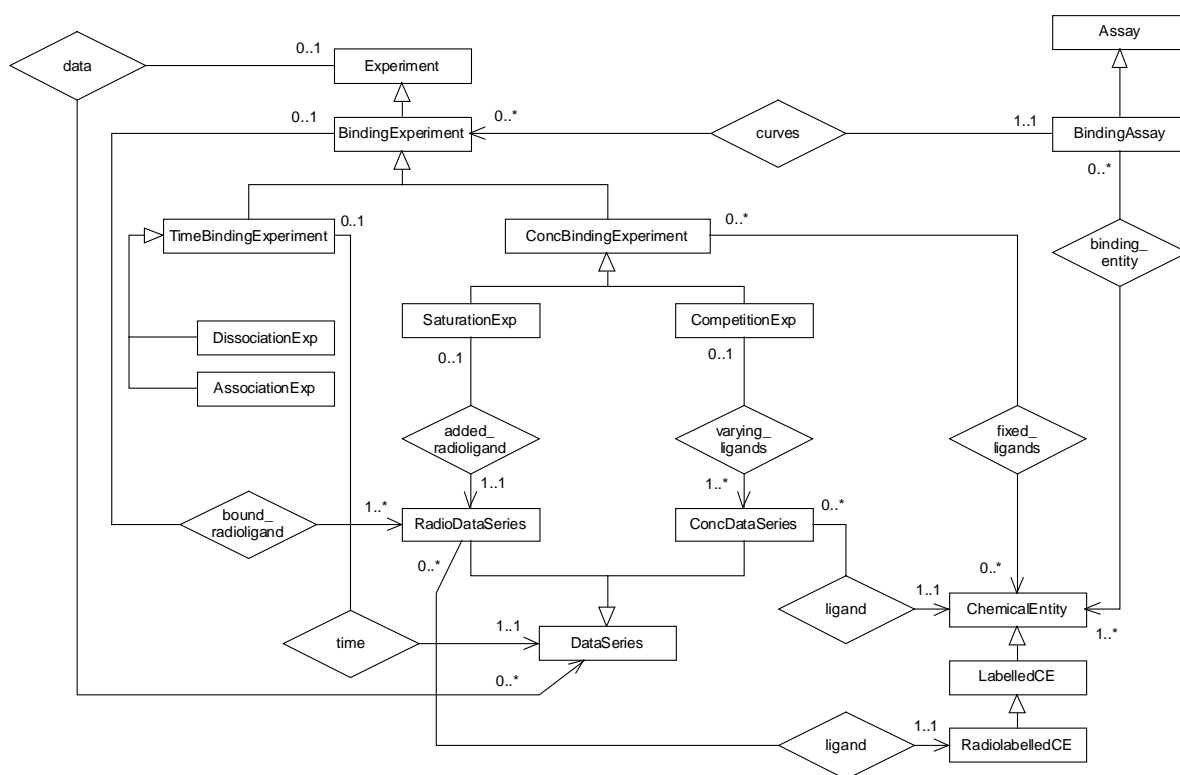 Assay
0..1
data
Experiment
0..1
0..*
1..1
BindingExperiment
curves
BindingAssay
0..*
0..1
0..*
TimeBindingExperiment
ConcBindingExperiment
binding_
entity
SaturationExp
CompetitionExp
DissociationExp
0..1
0..1
AssociationExp
added_
radioligand
varying_
ligands
fixed_
ligands
1..1
1..*
1..*
0..*
bound_
radioligand
RadioDataSeries
ConcDataSeries
0..*
0..*
1..1
ligand
ChemicalEntity
1..1
1..*
time
DataSeries
0..*
LabelledCE
1..1
ligand
RadiolabelledCE